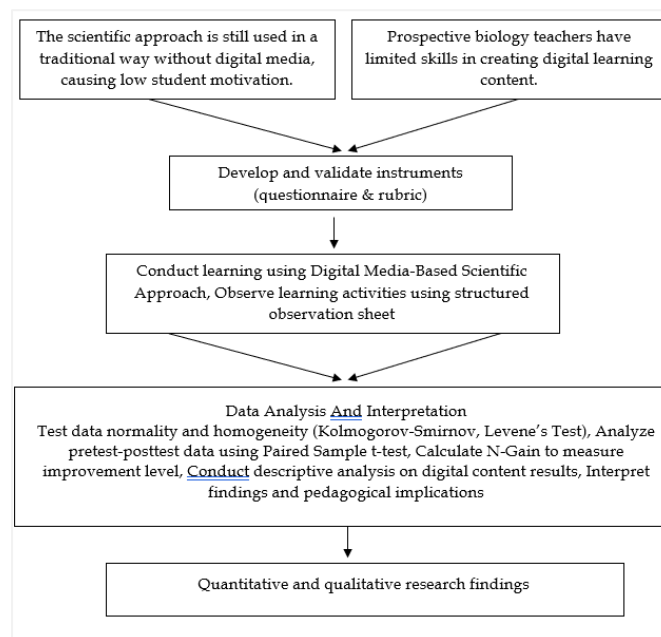 The scientific approach is still used in a
traditional way without digital media,
causing low student motivation.
Prospective biology teachers have
limited skills in creating digital learning
content.
Develop and validate instruments
(questionnaire & rubric)
Conduct learning using Digital Media-Based Scientific
Approach, Observe learning activities using structured
observation sheet
Data Analysis And Interpretation
Test data normality and homogeneity (Kolmogorov-Smirnov, Levene's Test), Analyze
pretest-posttest data using Paired Sample t-test, Calculate N-Gain to measure
improvement level, Conduct descriptive analysis on digital content results, Interpret
findings and pedagogical implications
Quantitative and qualitative research findings